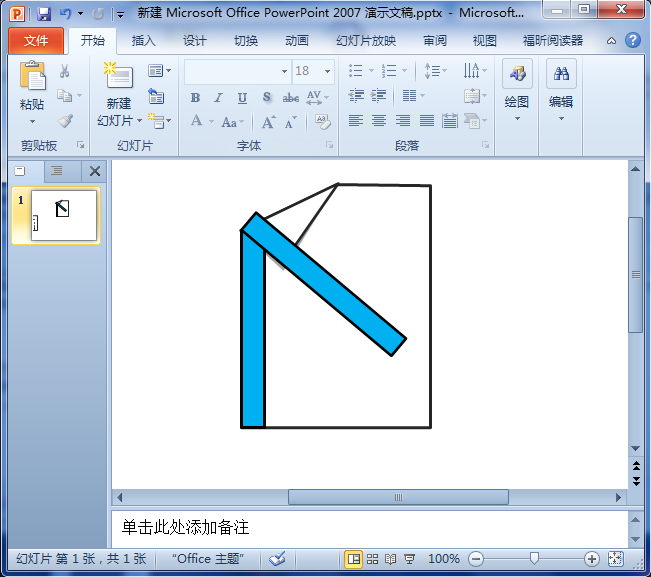 新建 Microsoft Office PowerPoint 2007 演示文稿.pptx - Microsoft...
文件 开始 插入 设计 切换 动画 幻灯片放映 审阅 视图 福昕阅读器
粘贴
剪贴板
新建
幻灯片
幻灯片
18
B I U S abc AV
A Aa A A
字体
段落
绘图
编辑
1
单击此处添加备注
幻灯片 第 1 张，共 1 张 “Office 主题” 100%